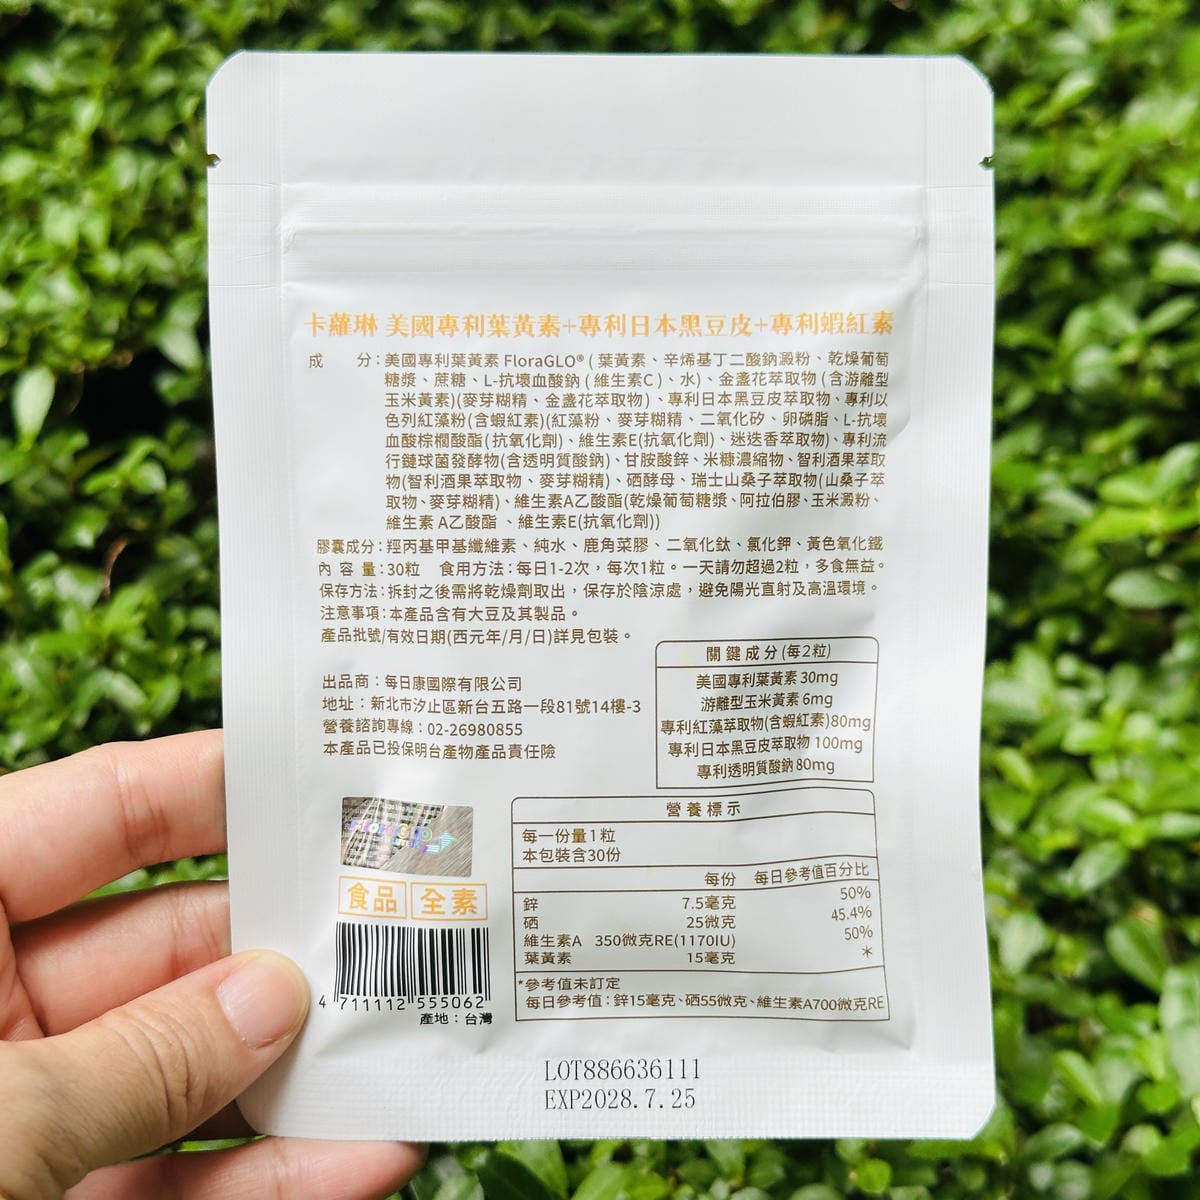 卡蘿琳 美國專利葉黃素+專利日本黑豆皮+專利蝦紅素
成　　分：美國專利葉黃素 FloraGLO® ( 葉黃素、辛烯基丁二酸鈉澱粉、乾燥葡萄
糖漿、蔗糖、L-抗壞血酸鈉 ( 維生素C ) 、水)、金盞花萃取物 (含游離型
玉米黃素)(麥芽糊精、金盞花萃取物) 、專利日本黑豆皮萃取物、專利以
色列紅藻粉(含蝦紅素)(紅藻粉、麥芽糊精、二氧化矽、卵磷脂、L-抗壞
血酸棕櫚酸酯(抗氧化劑)、維生素E(抗氧化劑)、迷迭香萃取物)、專利流
行鏈球菌發酵物(含透明質酸鈉)、甘胺酸鋅、米糠濃縮物、智利酒果萃取
物(智利酒果萃取物、麥芽糊精)、硒酵母、瑞士山桑子萃取物(山桑子萃
取物、麥芽糊精)、維生素A乙酸酯(乾燥葡萄糖漿、阿拉伯膠、玉米澱粉、
維生素 A乙酸酯 、維生素E(抗氧化劑))
膠囊成分：羥丙基甲基纖維素、純水、鹿角菜膠、二氧化鈦、氯化鉀、黃色氧化鐵
內 容 量：30粒　食用方法：每日1-2次，每次1粒。一天請勿超過2粒，多食無益。
保存方法：拆封之後需將乾燥劑取出，保存於陰涼處，避免陽光直射及高溫環境。
注意事項：本產品含有大豆及其製品。
產品批號/有效日期(西元年/月/日)詳見包裝。
出品商：每日康國際有限公司
地址：新北市汐止區新台五路一段81號14樓-3
營養諮詢專線：02-26980855
本產品已投保明台產物產品責任險
關 鍵 成 分 (每2粒)
美國專利葉黃素 30mg
游離型玉米黃素 6mg
專利紅藻萃取物(含蝦紅素)80mg
專利日本黑豆皮萃取物 100mg
專利透明質酸鈉 80mg
營 養 標 示
每一份量 1 粒
本包裝含30份
每份　每日參考值百分比
鋅　7.5毫克　50%
硒　25微克　45.4%
維生素A　350微克RE(1170IU)　50%
葉黃素　15毫克　*
*參考值未訂定
每日參考值：鋅15毫克、硒55微克、維生素A700微克RE
FloraGLO
食品 全素
4 711112 555062
產地：台灣
LOT886636111
EXP2028.7.25